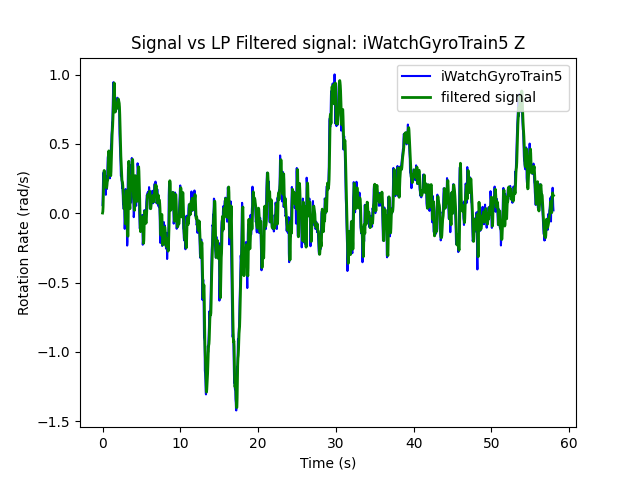 Signal vs LP Filtered signal: iWatchGyroTrain5 Z
iWatchGyroTrain5
filtered signal
1.0
0.5
0.0
−0.5
−1.0
−1.5
Rotation Rate (rad/s)
0 10 20 30 40 50 60
Time (s)